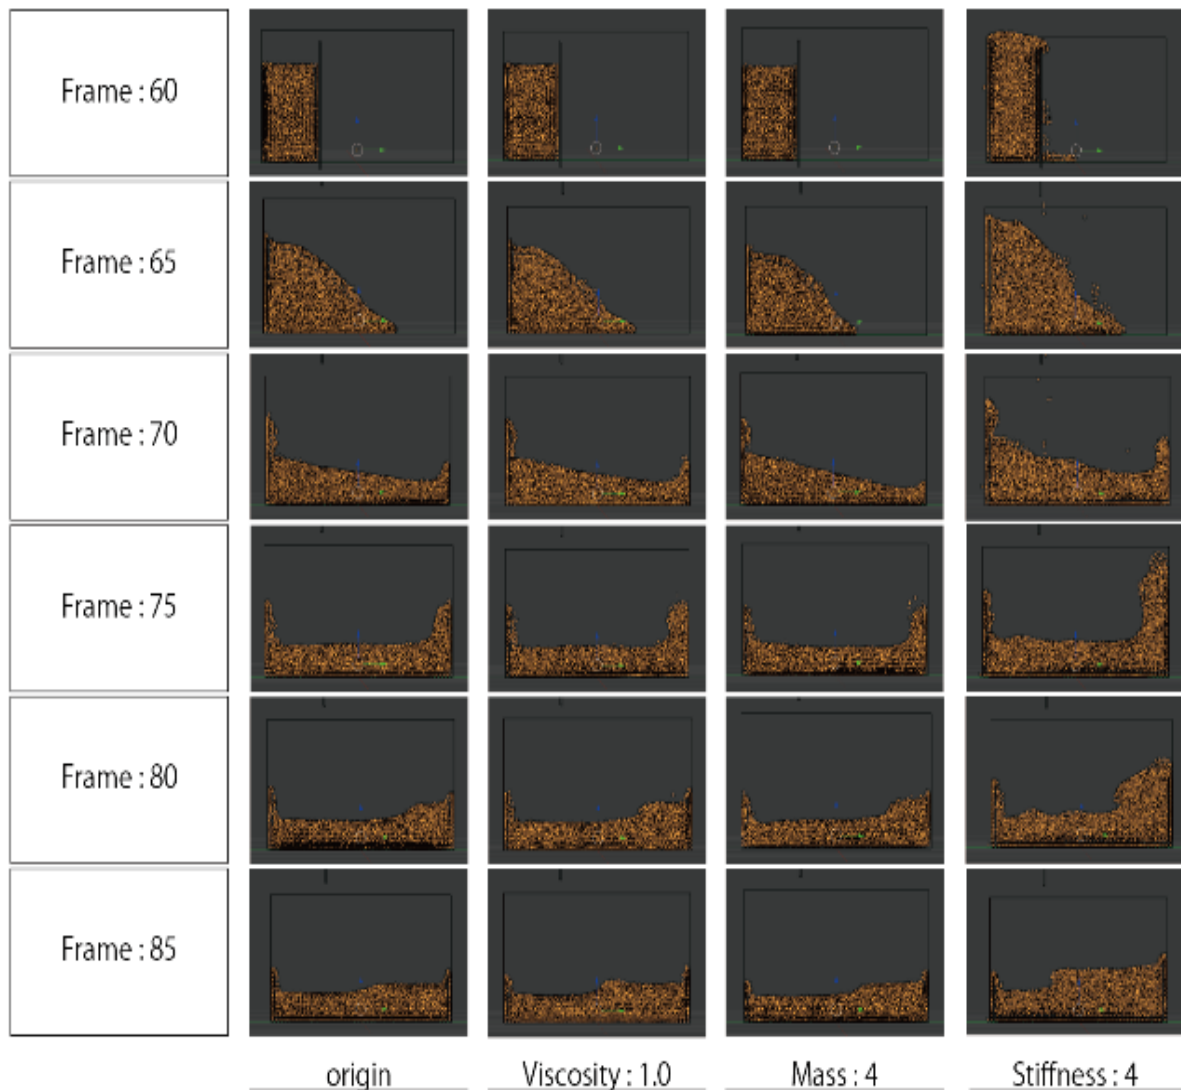 Frame : 60
Frame : 65
Frame : 70
Frame : 75
Frame : 80
Frame : 85
origin Viscosity : 1.0 Mass : 4 Stiffness : 4